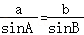 a/sinA = b/sinB